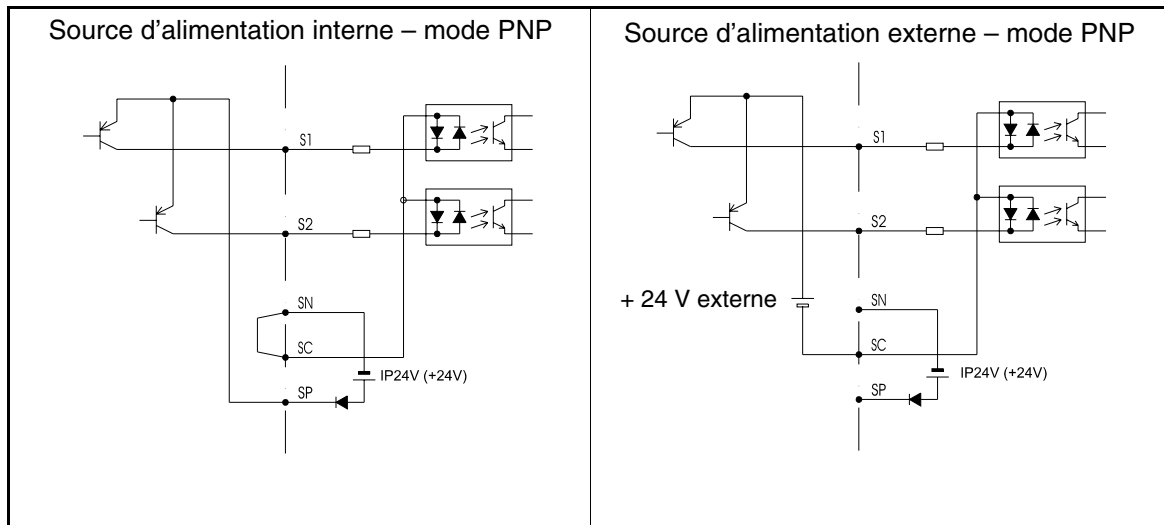 Source d'alimentation interne – mode PNP
S1
S2
SN
SC
IP24V (+24V)
SP
Source d'alimentation externe – mode PNP
S1
S2
+ 24 V externe
SN
SC
IP24V (+24V)
SP